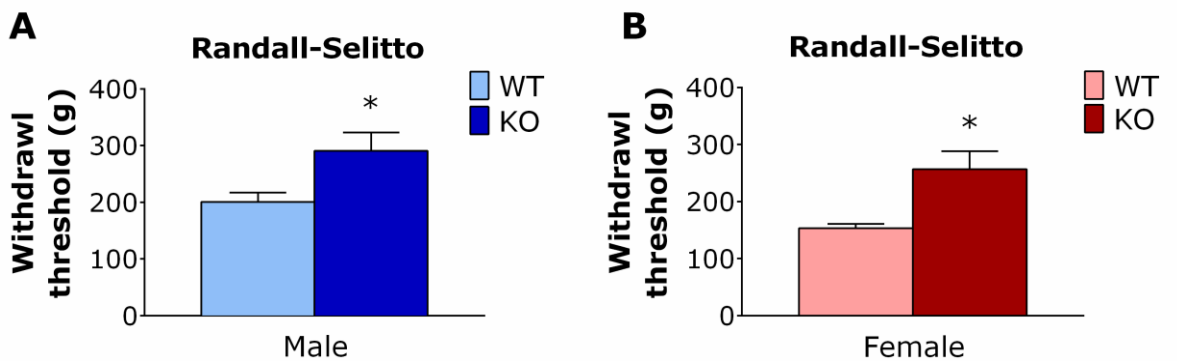 A
Randall-Selitto
Withdrawl
threshold (g)
400
300
200
100
0
*
WT
KO
Male
B
Randall-Selitto
Withdrawl
threshold (g)
400
300
200
100
0
*
WT
KO
Female